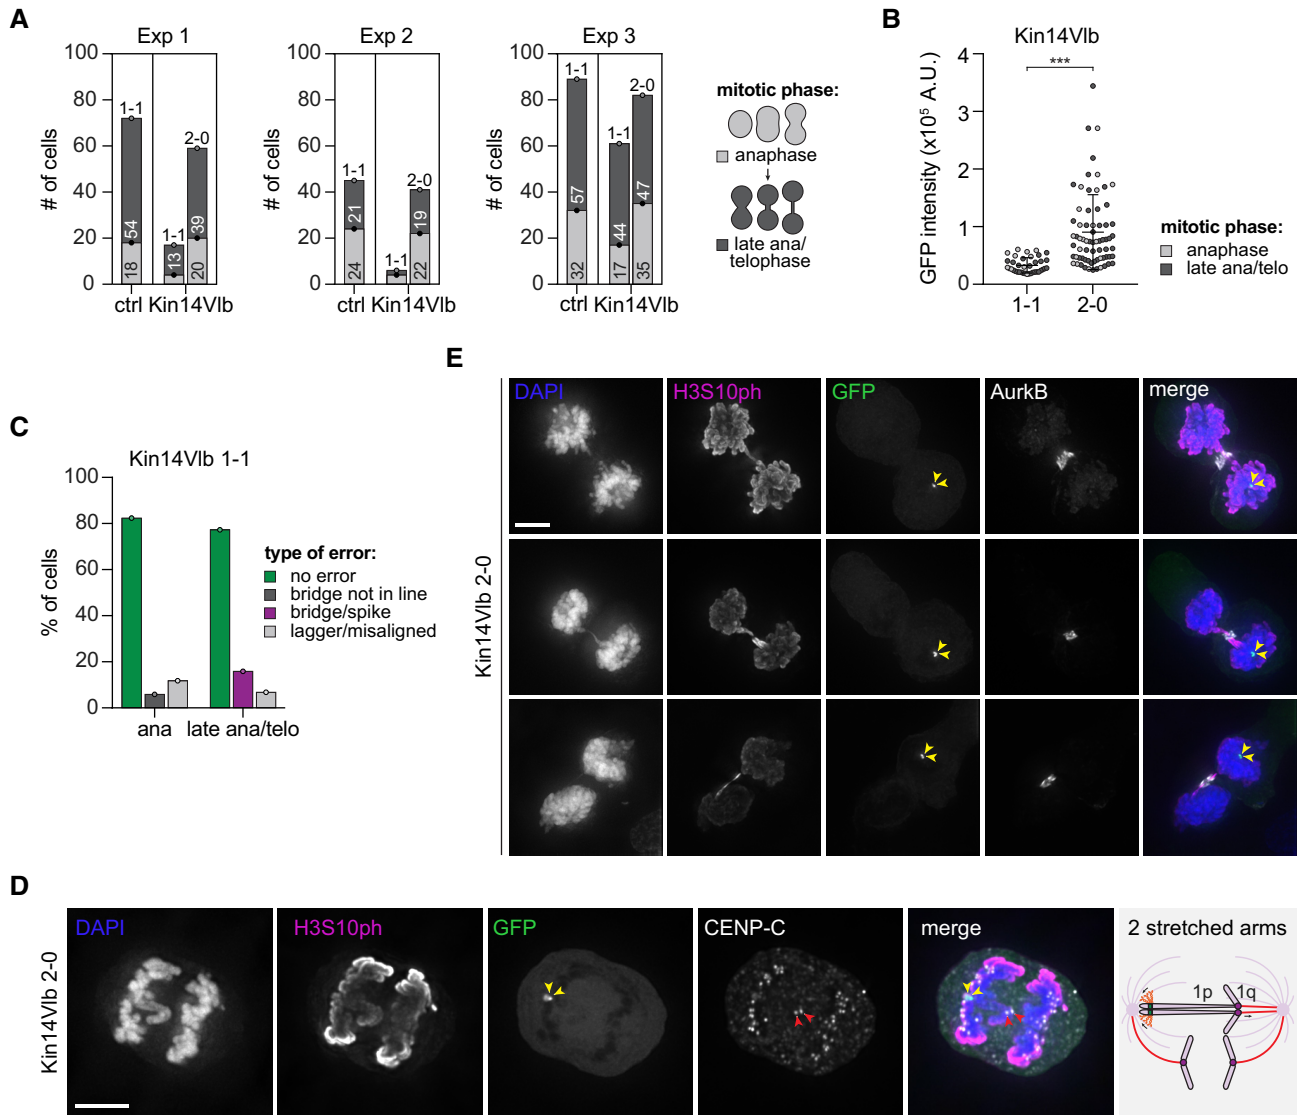 A
Exp 1
# of cells
100
80
60
40
20
0
1-1
54
18
1-1
13
2-0
39
20
ctrl Kin14VIb
Exp 2
# of cells
100
80
60
40
20
0
1-1
21
24
1-1
2-0
19
22
ctrl Kin14VIb
Exp 3
# of cells
100
80
60
40
20
0
1-1
57
32
1-1
44
17
2-0
47
35
ctrl Kin14VIb
mitotic phase:
anaphase
late ana/
telophase
B
Kin14VIb
***
GFP intensity (x10⁵ A.U.)
4
3
2
1
0
1-1
2-0
mitotic phase:
anaphase
late ana/telo
C
Kin14VIb 1-1
% of cells
100
80
60
40
20
0
ana
late ana/telo
type of error:
no error
bridge not in line
bridge/spike
lagger/misaligned
E
Kin14VIb 2-0
DAPI
H3S10ph
GFP
AurkB
merge
D
Kin14VIb 2-0
DAPI
H3S10ph
GFP
CENP-C
merge
2 stretched arms
1p
1q